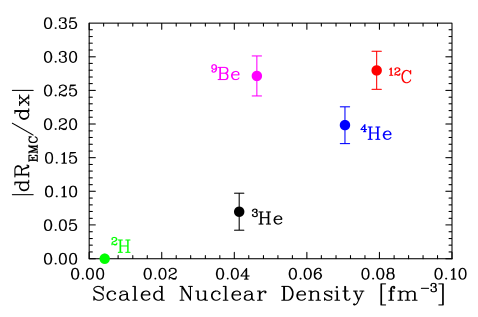 0.35
0.30
0.25
0.20
0.15
0.10
0.05
0.00
|dR_EMC/dx|
⁹Be
¹²C
⁴He
³He
²H
0.00 0.02 0.04 0.06 0.08 0.10
Scaled Nuclear Density [fm⁻³]